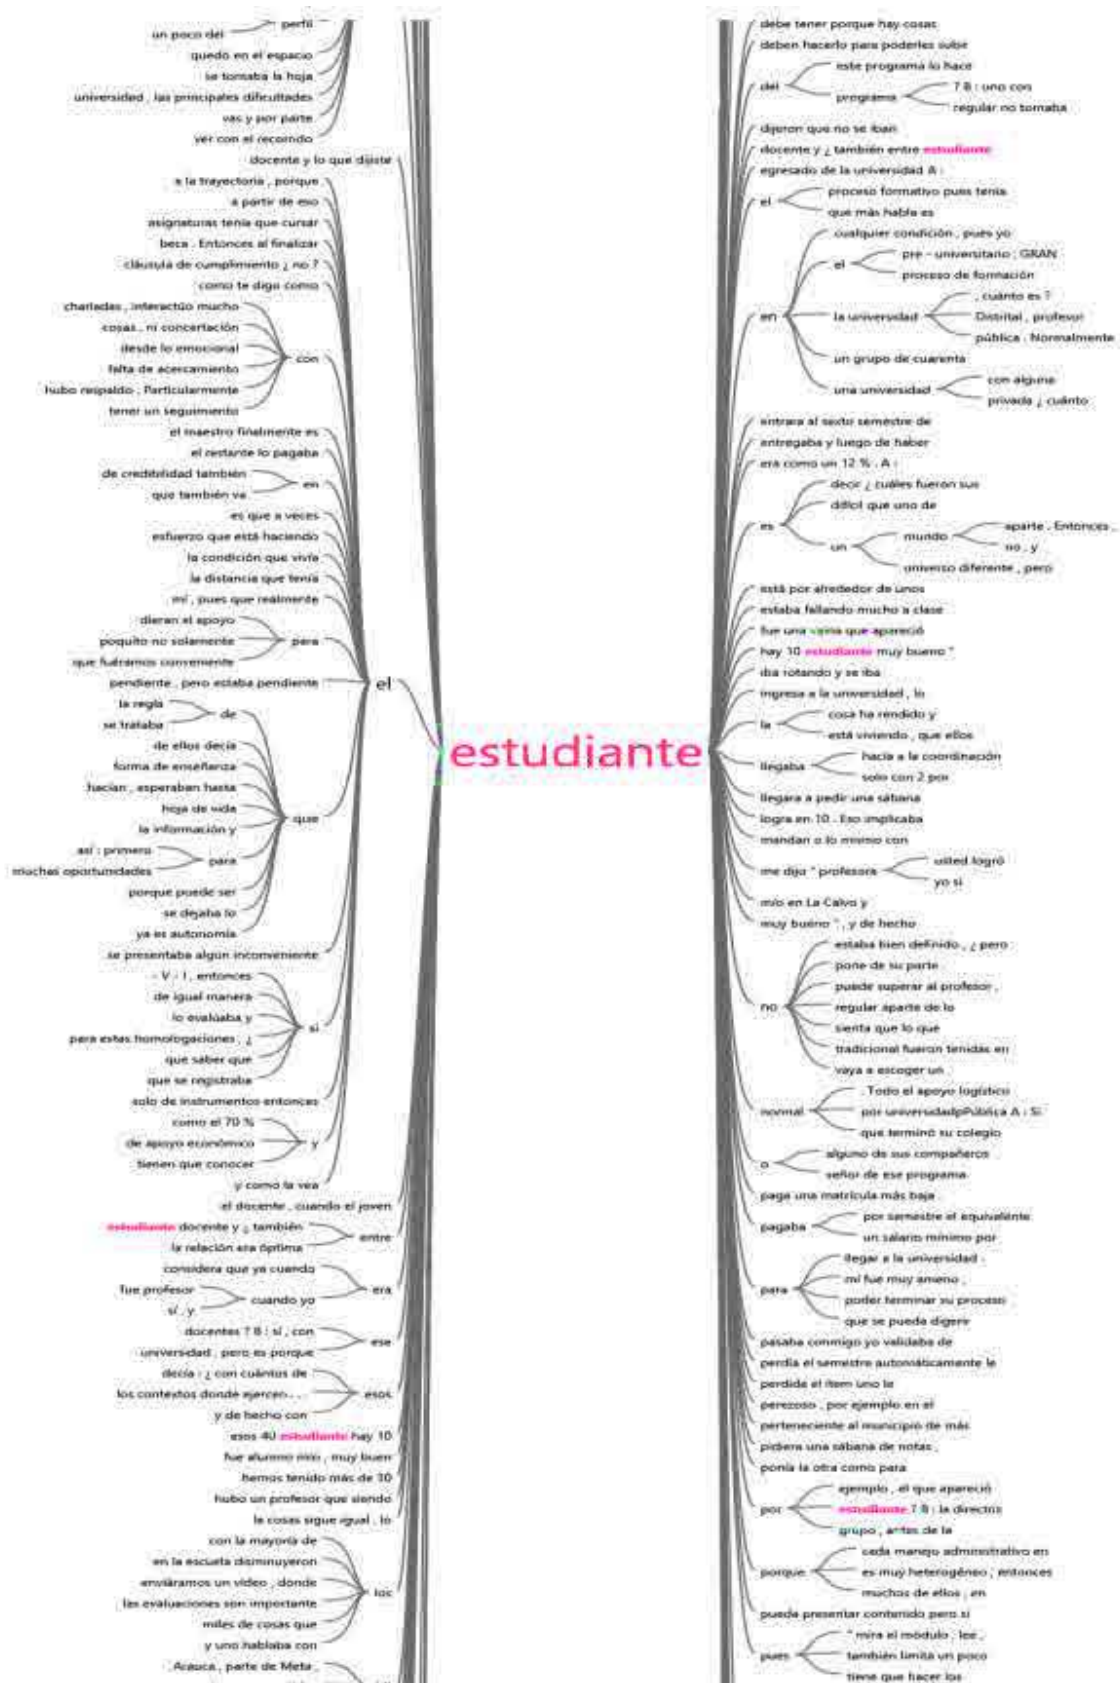 perfil
un poco del
quedo en el espacio
se tomaba la hoja
universidad , las principales dificultades
vas y por parte
ver con el recorrido
docente y lo que dijiste
a la trayectoria , porque
a partir de eso
asignaturas tenía que cursar
beca . Entonces al finalizar
cláusula de cumplimiento ¿ no ?
como te digo como
charladas , interactúo mucho
cosas , ni concertación
desde lo emocional
con
falta de acercamiento
hubo respaldo . Particularmente
tener un seguimiento
el maestro finalmente es
el restante lo pagaba
de credibilidad también
en
que también va
es que a veces
esfuerzo que está haciendo
la condición que vivía
la distancia que tenía
mí , pues que realmente
dieran el apoyo
poquito no solamente
para
que fuéramos conveniente
pendiente , pero estaba pendiente
el
la regla
de
se trataba
de ellos decía
forma de enseñanza
hacían , esperaban hasta
hoja de vida
que
la información y
así : primero
para
muchas oportunidades
porque puede ser
se dejaba lo
ya es autonomía
se presentaba algún inconveniente
- V - I , entonces
de igual manera
lo evaluaba y
si
para estas homologaciones , ¿
que saber que
que se registraba
solo de instrumentos entonces
como el 70 %
de apoyo económico
y
tienen que conocer
y como la vea
el docente , cuando el joven
estudiante docente y ¿ también
entre
la relación era óptima
considera que ya cuando
era
fue profesor
cuando yo
sí , y
docentes ? B : sí , con
ese
universidad , pero es porque
decía : ¿ con cuántos de
los contextos donde ejercen . . .
esos
y de hecho con
esos 40 estudiante hay 10
fue alumno mío , muy buen
hemos tenido más de 30
hubo un profesor que siendo
la cosas sigue igual , lo
con la mayoría de
en la escuela disminuyeron
enviáramos un video , donde
los
las evaluaciones son importante
miles de cosas que
y uno hablaba con
Arauca , parte de Meta ,
estudiante
debe tener porque hay cosas
deben hacerlo para poderles subir
del
este programa lo hace
programa
? B : uno con
regular no tomaba
dijeron que no se iban
docente y ¿ también entre estudiante
egresado de la universidad A :
el
proceso formativo pues tenía
que más habla es
en
cualquier condición , pues yo
el
pre - universitario ; GRAN
proceso de formación
la universidad
, cuánto es ?
Distrital , profesor
pública . Normalmente
un grupo de cuarenta
una universidad
con alguna
privada ¿ cuánto
entrara al sexto semestre de
entregaba y luego de haber
era como un 12 % . A :
es
decir ¿ cuáles fueron sus
difícil que uno de
un
mundo
aparte . Entonces ,
no , y
universo diferente , pero
está por alrededor de unos
estaba fallando mucho a clase
fue una vaina que apareció
hay 10 estudiante muy bueno "
iba rotando y se iba
ingresa a la universidad , lo
la
cosa ha rendido y
está viviendo , que ellos
llegaba
hacia a la coordinación
solo con 2 por
llegara a pedir una sábana
logra en 10 . Eso implicaba
mandan o lo mismo con
me dijo " profesora
usted logró
yo si
mío en La Calvo y
muy bueno " , y de hecho
no
estaba bien definido , ¿ pero
pone de su parte
puede superar al profesor ,
regular aparte de lo
sienta que lo que
tradicional fueron tenidas en
vaya a escoger un
normal
. Todo el apoyo logístico
por universidadpPública A : Si
que terminó su colegio
o
alguno de sus compañeros
señor de ese programa
paga una matrícula más baja
pagaba
por semestre el equivalente
un salario mínimo por
para
llegar a la universidad .
mí fue muy ameno ,
poder terminar su proceso
que se pueda digerir
pasaba conmigo yo validaba de
perdía el semestre automáticamente le
perdida el ítem uno le
perezoso , por ejemplo en el
perteneciente al municipio de más
pidiera una sábana de notas ,
ponía la otra como para
por
ejemplo , el que apareció
estudiante ? B : la directriz
grupo , antes de la
porque
cada manejo administrativo en
es muy heterogéneo ; entonces
muchos de ellos , en
pueda presentar contenido pero si
pues
" mira el módulo , lee ,
también limita un poco
tiene que hacer los